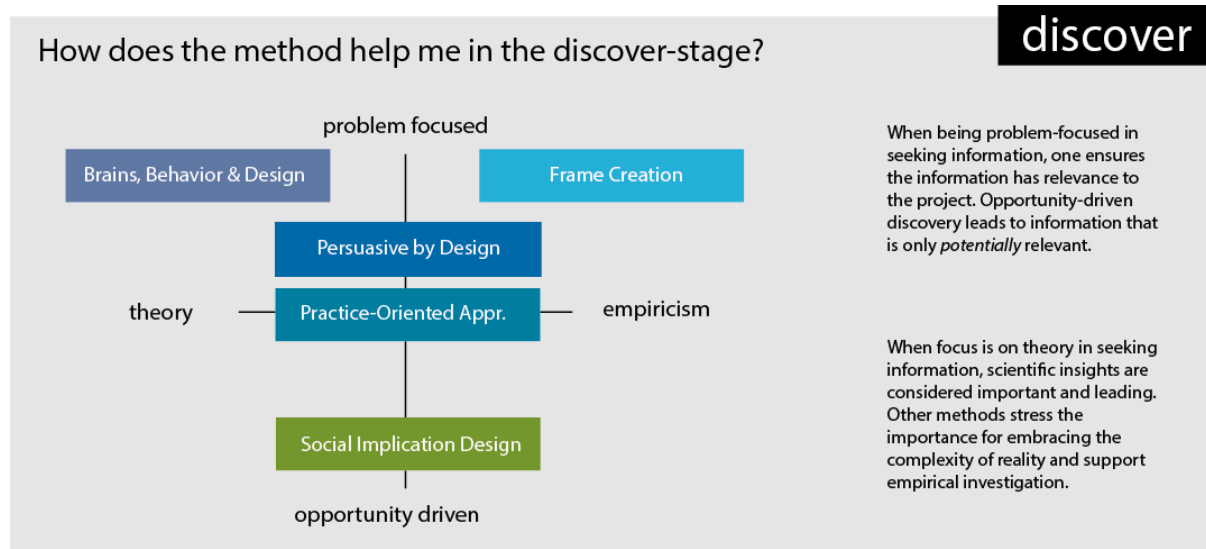 discover
How does the method help me in the discover-stage?
problem focused
Brains, Behavior & Design
Frame Creation
Persuasive by Design
theory
Practice-Oriented Appr.
empiricism
Social Implication Design
opportunity driven
When being problem-focused in
seeking information, one ensures
the information has relevance to
the project. Opportunity-driven
discovery leads to information that
is only potentially relevant.
When focus is on theory in seeking
information, scientific insights are
considered important and leading.
Other methods stress the
importance for embracing the
complexity of reality and support
empirical investigation.